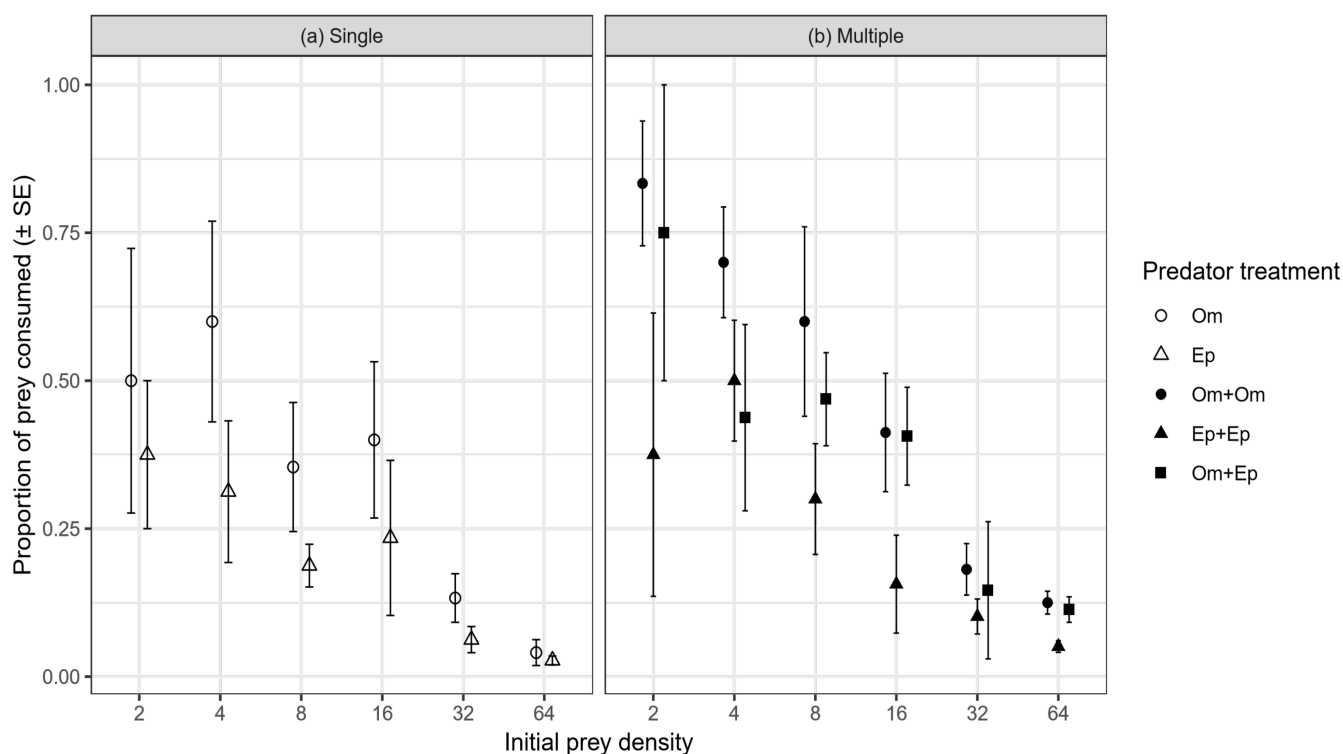 (a) Single
(b) Multiple
Proportion of prey consumed (± SE)
1.00
0.75
0.50
0.25
0.00
2 4 8 16 32 64
2 4 8 16 32 64
Initial prey density
Predator treatment
Om
Ep
Om+Om
Ep+Ep
Om+Ep